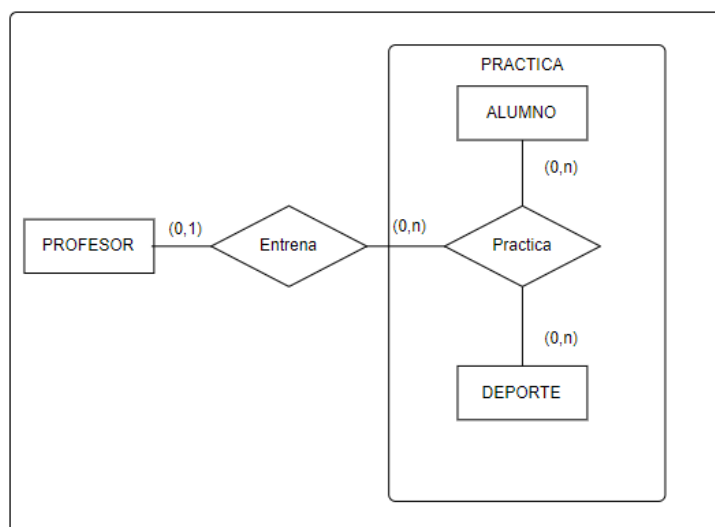 PRACTICA
ALUMNO
(0,n)
PROFESOR
(0,1)
Entrena
(0,n)
Practica
(0,n)
DEPORTE